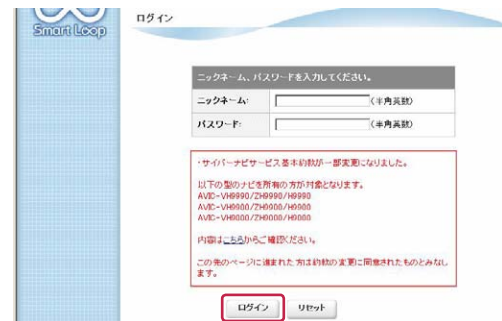 Smart Loop
ログイン
ニックネーム、パスワードを入力してください。
ニックネーム: (半角英数)
パスワード: (半角英数)
・サイバーナビサービス基本約款が一部変更になりました。
以下の型のナビを所有の方が対象となります。
AVIC-VH9990/ZH9990/H9990
AVIC-VH9900/ZH9900/H9900
AVIC-VH9000/ZH9000/H9000
内容はこちらからご確認ください。
この先のページに進まれた方は約款の変更に同意されたものとみなし
ます。
ログイン リセット